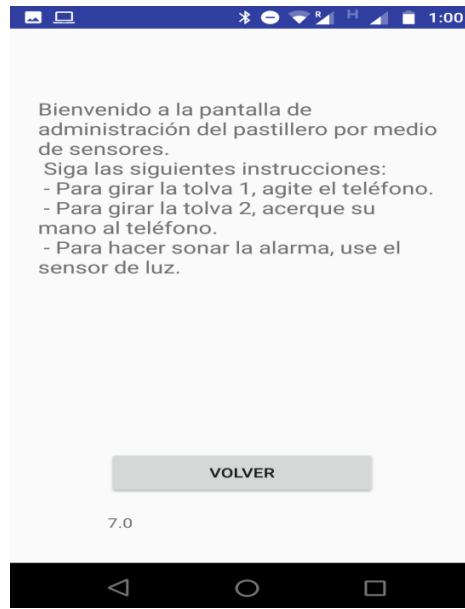 R H 1:00
Bienvenido a la pantalla de
administración del pastillero por medio
de sensores.
Siga las siguientes instrucciones:
- Para girar la tolva 1, agite el teléfono.
- Para girar la tolva 2, acerque su
mano al teléfono.
- Para hacer sonar la alarma, use el
sensor de luz.
VOLVER
7.0